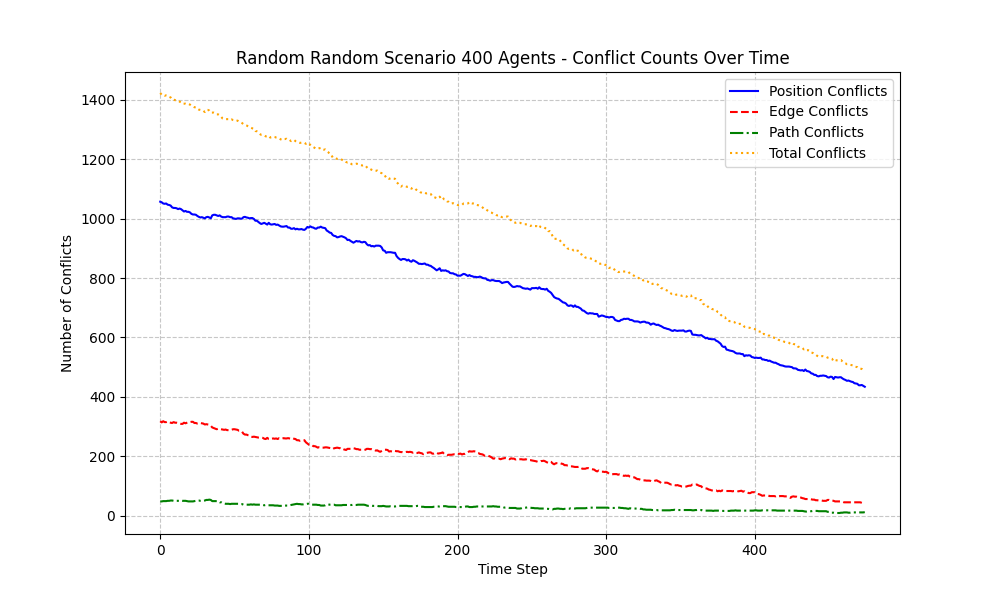 Random Random Scenario 400 Agents - Conflict Counts Over Time
Position Conflicts
Edge Conflicts
Path Conflicts
Total Conflicts
Number of Conflicts
1400
1200
1000
800
600
400
200
0
0 100 200 300 400
Time Step